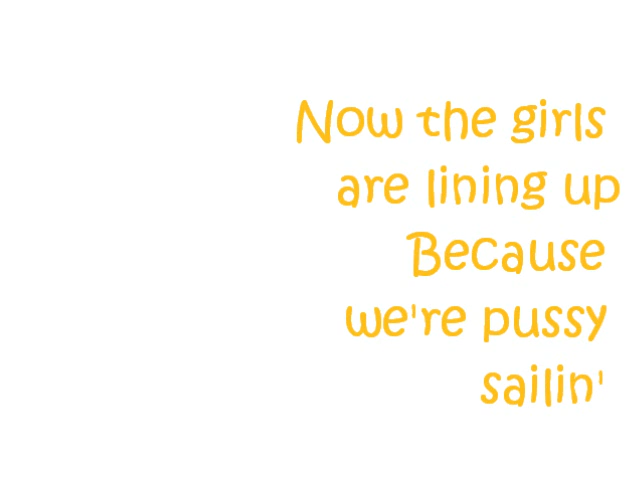 Now the girls
are lining up
Because
we're pussy
sailin'